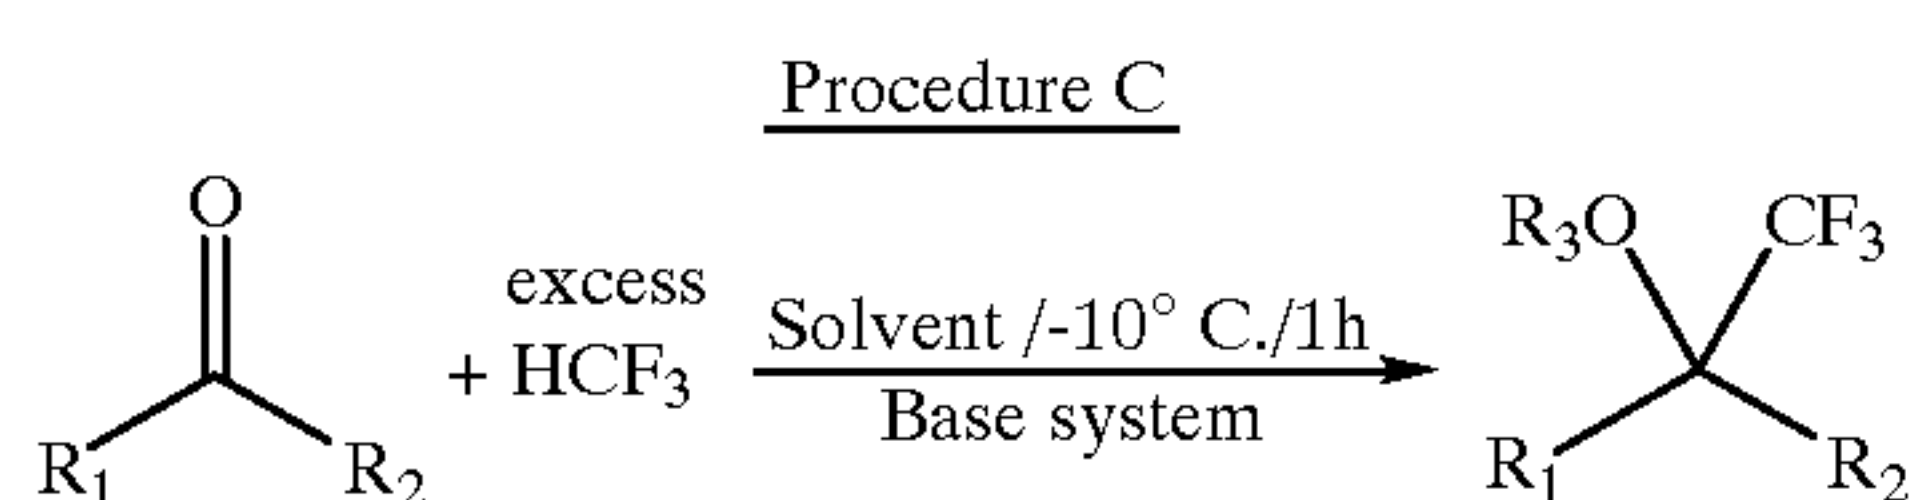 Procedure C
O
R₁
R₂
+ HCF₃
excess
Solvent /-10° C./1h
Base system
R₃O
CF₃
R₁
R₂